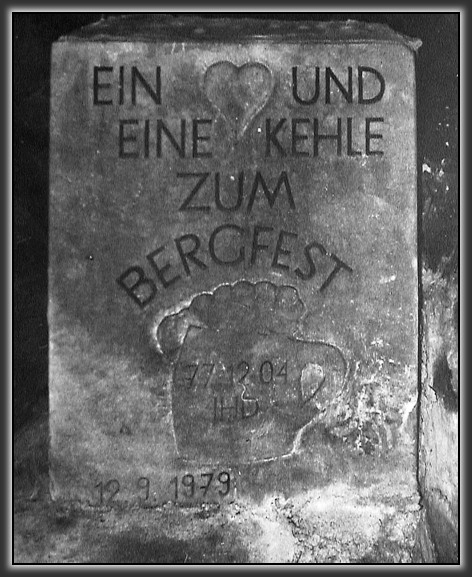 EIN UND
EINE KEHLE
ZUM
BERGFEST
77.12.04
IHD
12. 9. 1979